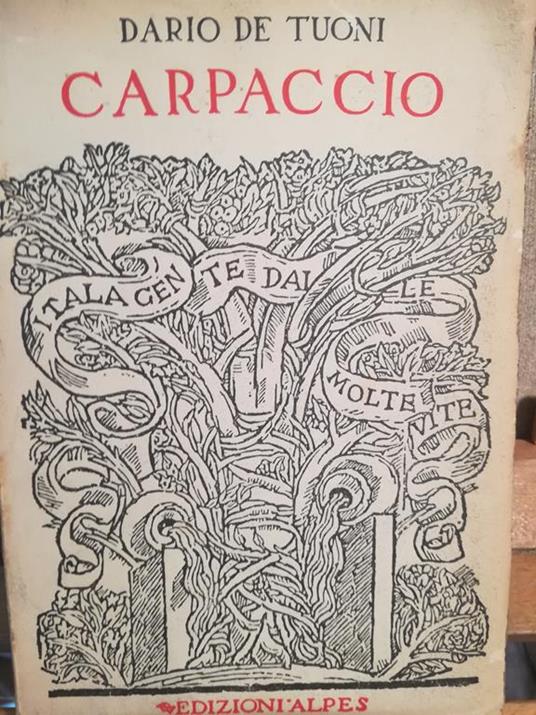 DARIO DE TUONI
CARPACCIO
ITALA GENTE DALLE
MOLTE VITE
EDIZIONI·ALPES